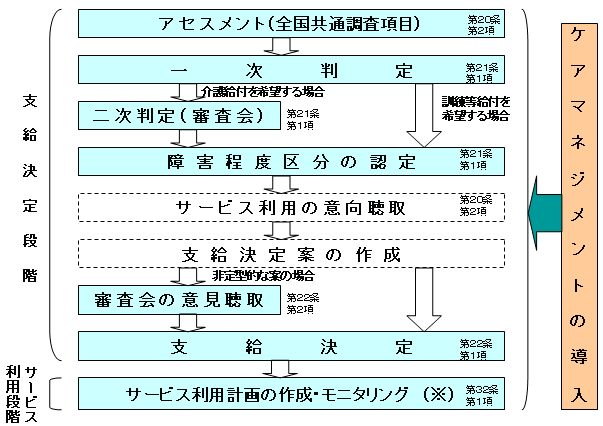 アセスメント(全国共通調査項目)
第20条
第2項
一次判定
第21条
第1項
介護給付を希望する場合
訓練等給付を
希望する場合
二次判定(審査会)
第21条
第1項
障害程度区分の認定
第21条
第1項
サービス利用の意向聴取
第20条
第2項
支給決定案の作成
非定型的な案の場合
審査会の意見聴取
第22条
第2項
支給決定
第22条
第1項
サービス利用計画の作成・モニタリング (※)
第32条
第1項
支給決定段階
サービス
利用段階
ケアマネジメントの導入